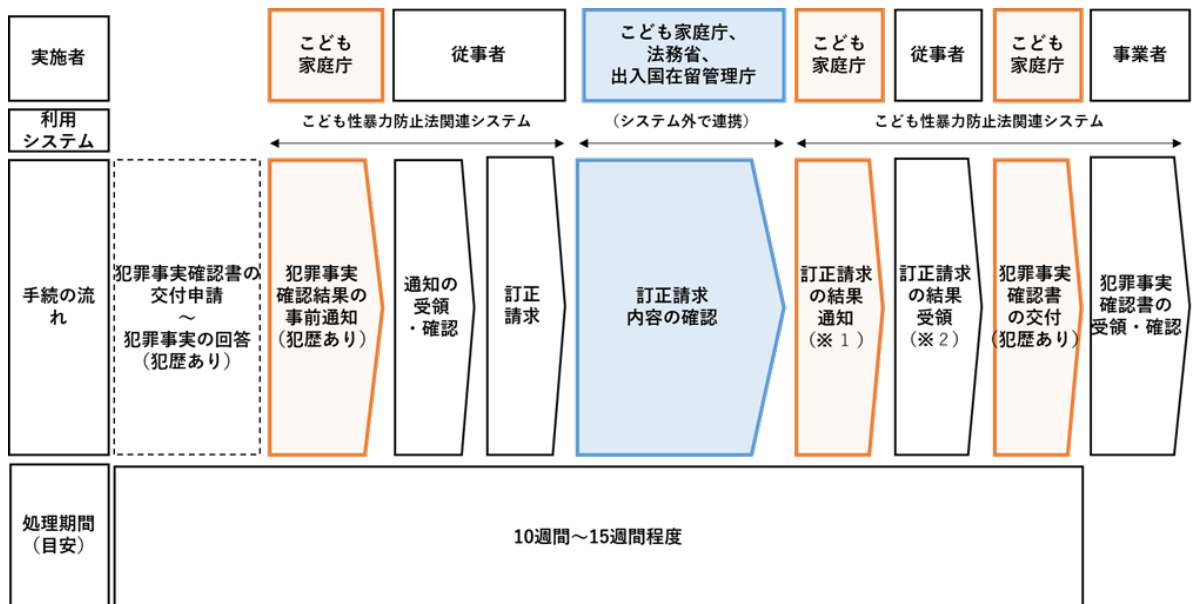 実施者
こども
家庭庁
従事者
こども家庭庁、
法務省、
出入国在留管理庁
こども
家庭庁
従事者
こども
家庭庁
事業者
利用
システム
こども性暴力防止法関連システム
(システム外で連携)
こども性暴力防止法関連システム
手続の流
れ
犯罪事実確認書の
交付申請
～
犯罪事実の回答
(犯歴あり)
犯罪事実
確認結果の
事前通知
(犯歴あり)
通知の
受領
・確認
訂正
請求
訂正請求
内容の確認
訂正請求
の結果
通知
(※１)
訂正請求
の結果
受領
(※２)
犯罪事実
確認書
の交付
(犯歴あり)
犯罪事実
確認書の
受領・確認
処理期間
(目安)
10週間～15週間程度